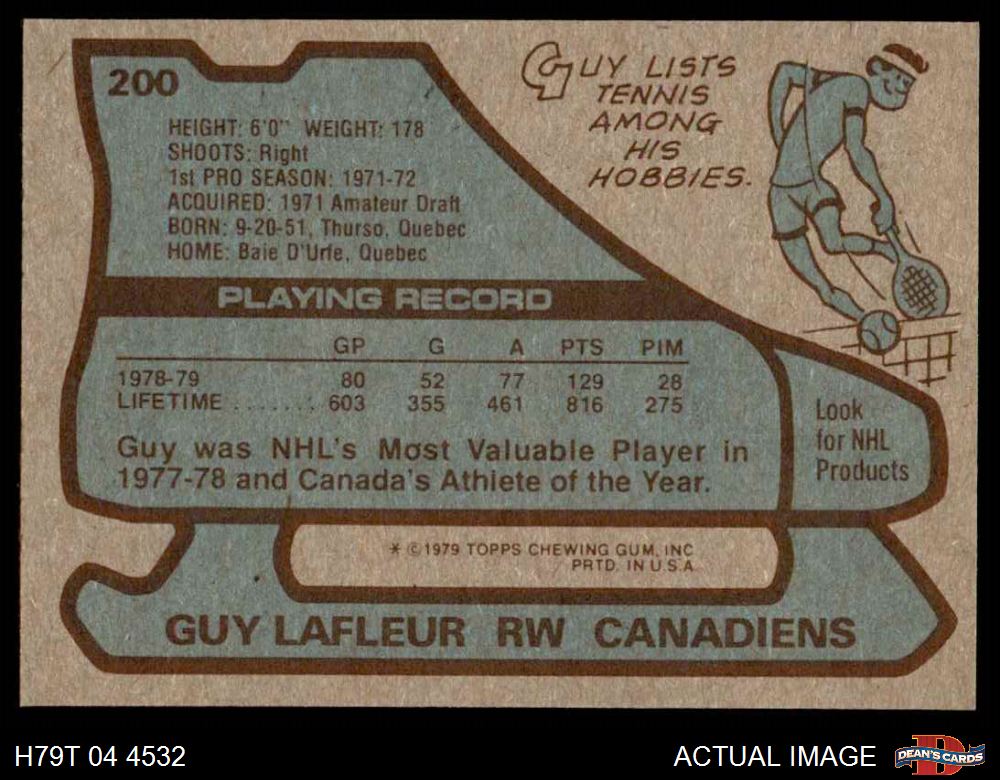 200
HEIGHT: 6'0" WEIGHT: 178
SHOOTS: Right
1st PRO SEASON: 1971-72
ACQUIRED: 1971 Amateur Draft
BORN: 9-20-51, Thurso, Quebec
HOME: Baie D'Urfe, Quebec
GUY LISTS
TENNIS
AMONG
HIS
HOBBIES.
PLAYING RECORD
GP G A PTS PIM
1978-79 80 52 77 129 28
LIFETIME ....... 603 355 461 816 275
Guy was NHL's Most Valuable Player in
1977-78 and Canada's Athlete of the Year.
Look
for NHL
Products
* ©1979 TOPPS CHEWING GUM, INC
PRTD. IN U.S.A.
GUY LAFLEUR RW CANADIENS
H79T 04 4532
ACTUAL IMAGE
D
DEAN'S CARDS